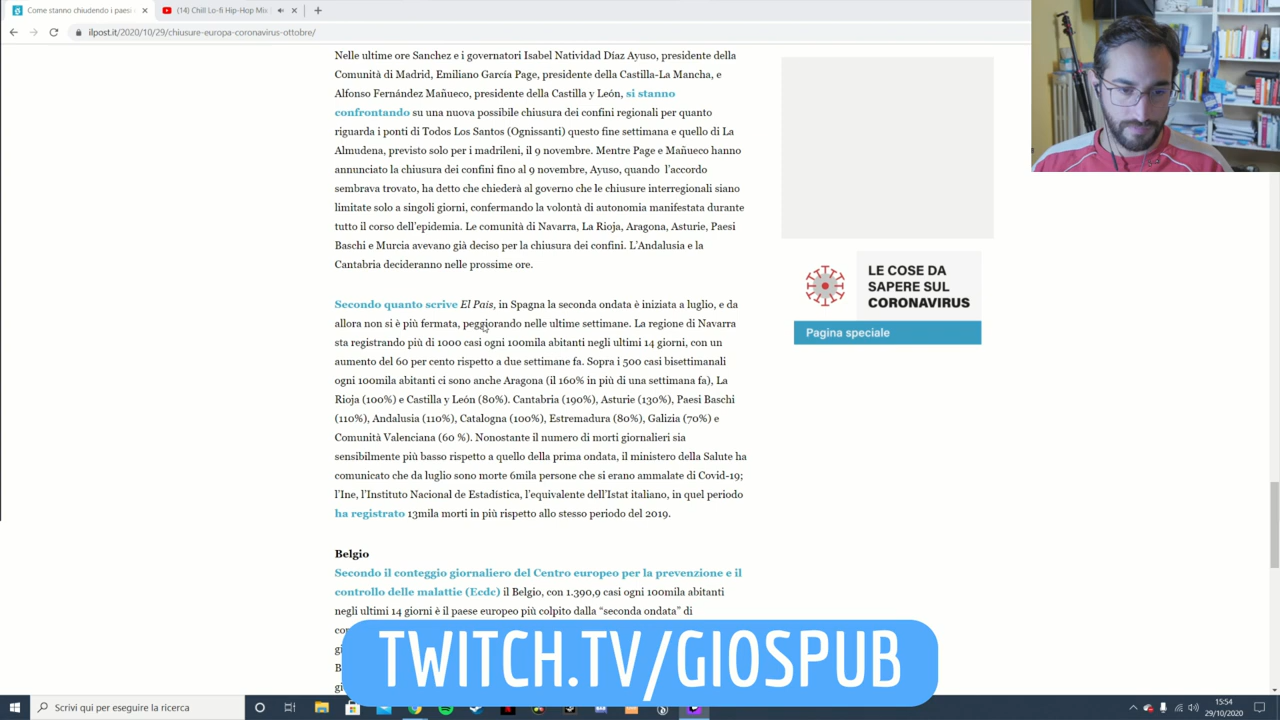 Come stanno chiudendo i paesi
(14) Chill Lo-fi Hip-Hop Mix
ilpost.it/2020/10/29/chiusure-europa-coronavirus-ottobre/
Nelle ultime ore Sanchez e i governatori Isabel Natividad Díaz Ayuso, presidente della
Comunità di Madrid, Emiliano García Page, presidente della Castilla-La Mancha, e
Alfonso Fernández Mañueco, presidente della Castilla y León, si stanno
confrontando su una nuova possibile chiusura dei confini regionali per quanto
riguarda i ponti di Todos Los Santos (Ognissanti) questo fine settimana e quello di La
Almudena, previsto solo per i madrileni, il 9 novembre. Mentre Page e Mañueco hanno
annunciato la chiusura dei confini fino al 9 novembre, Ayuso, quando l'accordo
sembrava trovato, ha detto che chiederà al governo che le chiusure interregionali siano
limitate solo a singoli giorni, confermando la volontà di autonomia manifestata durante
tutto il corso dell'epidemia. Le comunità di Navarra, La Rioja, Aragona, Asturie, Paesi
Baschi e Murcia avevano già deciso per la chiusura dei confini. L'Andalusia e la
Cantabria decideranno nelle prossime ore.
LE COSE DA
SAPERE SUL
CORONAVIRUS
Pagina speciale
Secondo quanto scrive El País, in Spagna la seconda ondata è iniziata a luglio, e da
allora non si è più fermata, peggiorando nelle ultime settimane. La regione di Navarra
sta registrando più di 1000 casi ogni 100mila abitanti negli ultimi 14 giorni, con un
aumento del 60 per cento rispetto a due settimane fa. Sopra i 500 casi bisettimanali
ogni 100mila abitanti ci sono anche Aragona (il 160% in più di una settimana fa), La
Rioja (100%) e Castilla y León (80%). Cantabria (190%), Asturie (130%), Paesi Baschi
(110%), Andalusia (110%), Catalogna (100%), Estremadura (80%), Galizia (70%) e
Comunità Valenciana (60 %). Nonostante il numero di morti giornalieri sia
sensibilmente più basso rispetto a quello della prima ondata, il ministero della Salute ha
comunicato che da luglio sono morte 6mila persone che si erano ammalate di Covid-19;
l'Ine, l'Instituto Nacional de Estadística, l'equivalente dell'Istat italiano, in quel periodo
ha registrato 13mila morti in più rispetto allo stesso periodo del 2019.
Belgio
Secondo il conteggio giornaliero del Centro europeo per la prevenzione e il
controllo delle malattie (Ecdc) il Belgio, con 1.390,9 casi ogni 100mila abitanti
negli ultimi 14 giorni è il paese europeo più colpito dalla "seconda ondata" di
TWITCH.TV/GIOSPUB
Scrivi qui per eseguire la ricerca
15:54
29/10/2020